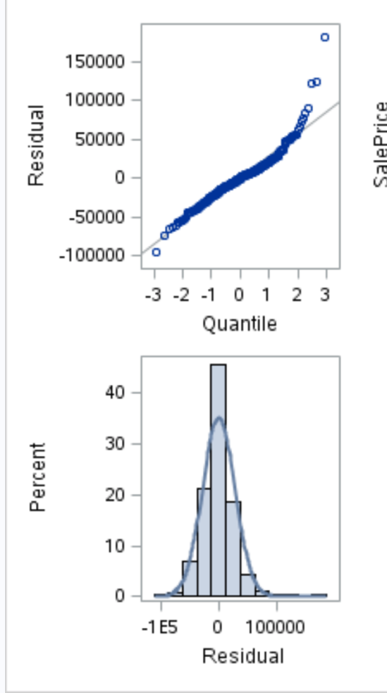 Residual
150000
100000
50000
0
-50000
-100000
-3 -2 -1 0 1 2 3
Quantile
SalePrice
Percent
40
30
20
10
0
-1E5 0 100000
Residual